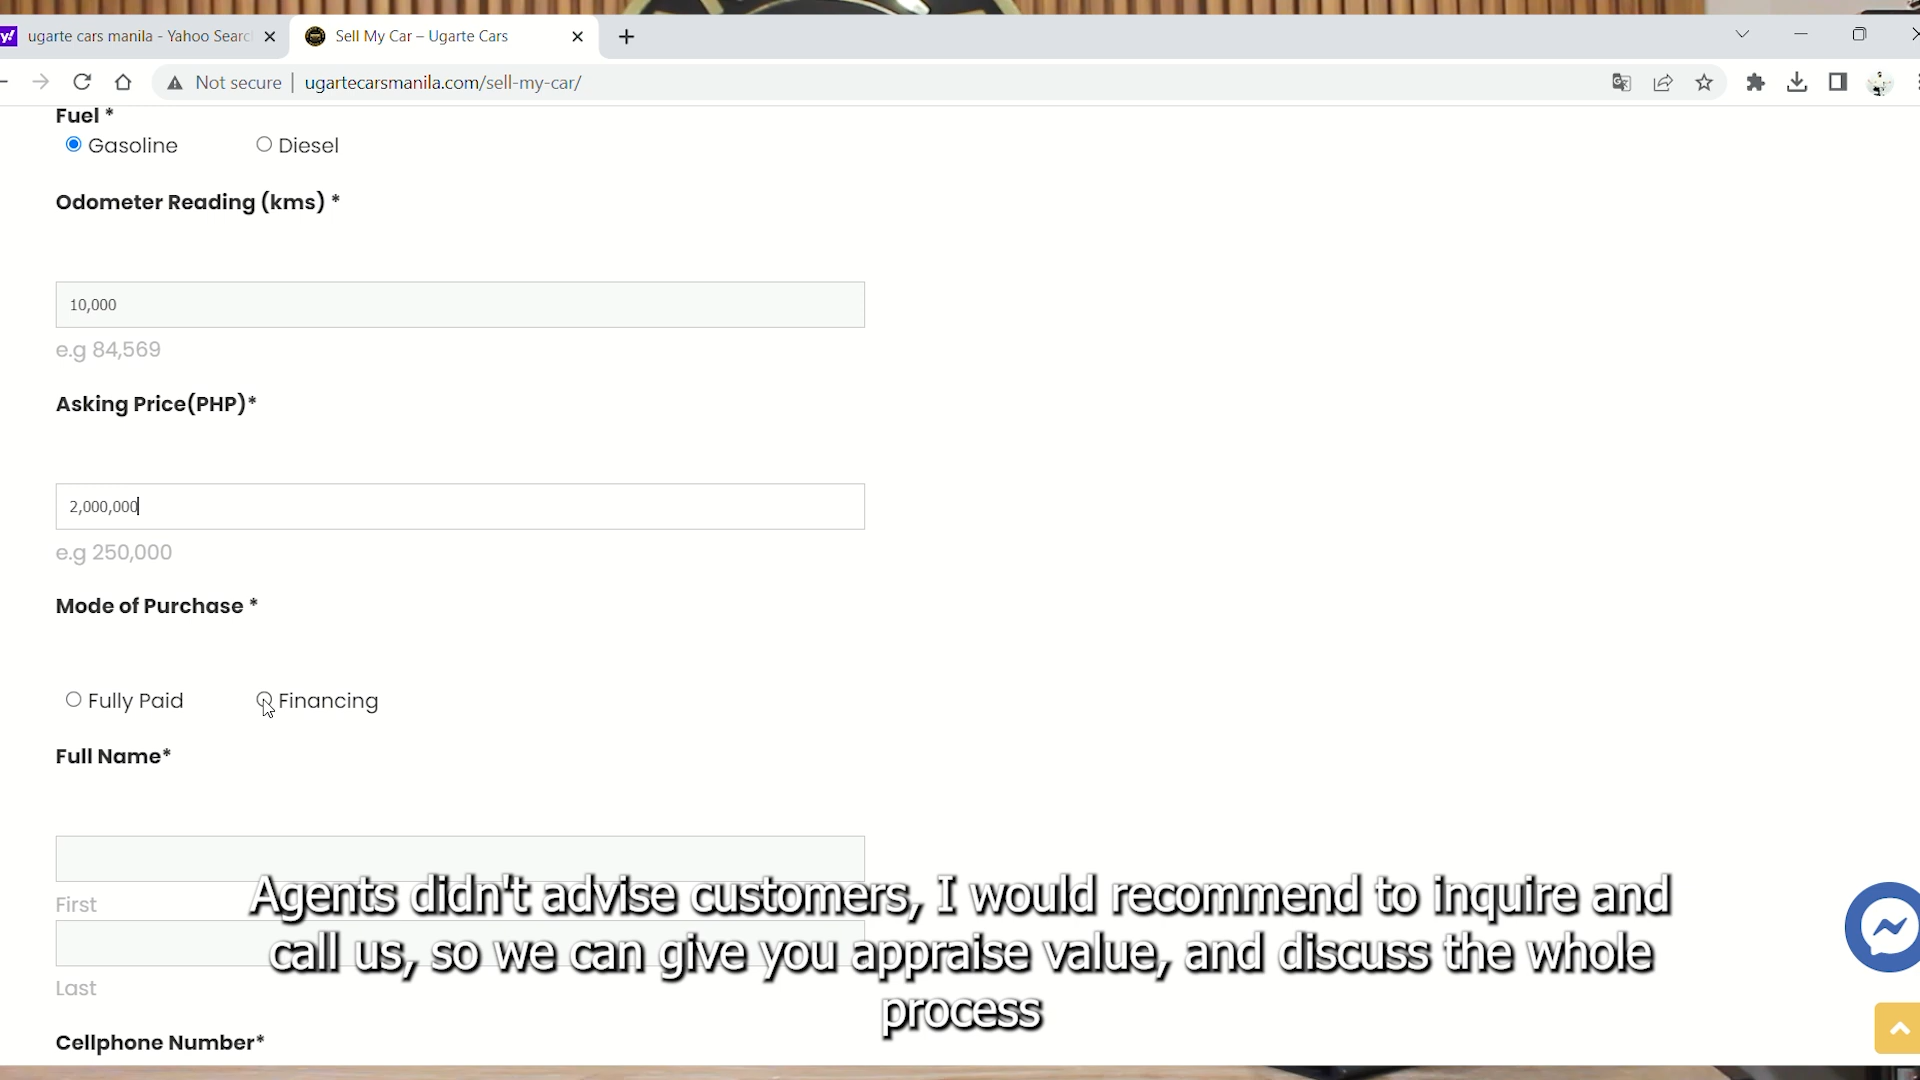 ugarte cars manila - Yahoo Searc
Sell My Car – Ugarte Cars
Not secure
ugartecarsmanila.com/sell-my-car/
Fuel *
Gasoline
Diesel
Odometer Reading (kms) *
10,000
e.g 84,569
Asking Price(PHP)*
2,000,000
e.g 250,000
Mode of Purchase *
Fully Paid
Financing
Full Name*
First
Last
Cellphone Number*
Agents didn't advise customers, I would recommend to inquire and
call us, so we can give you appraise value, and discuss the whole
process